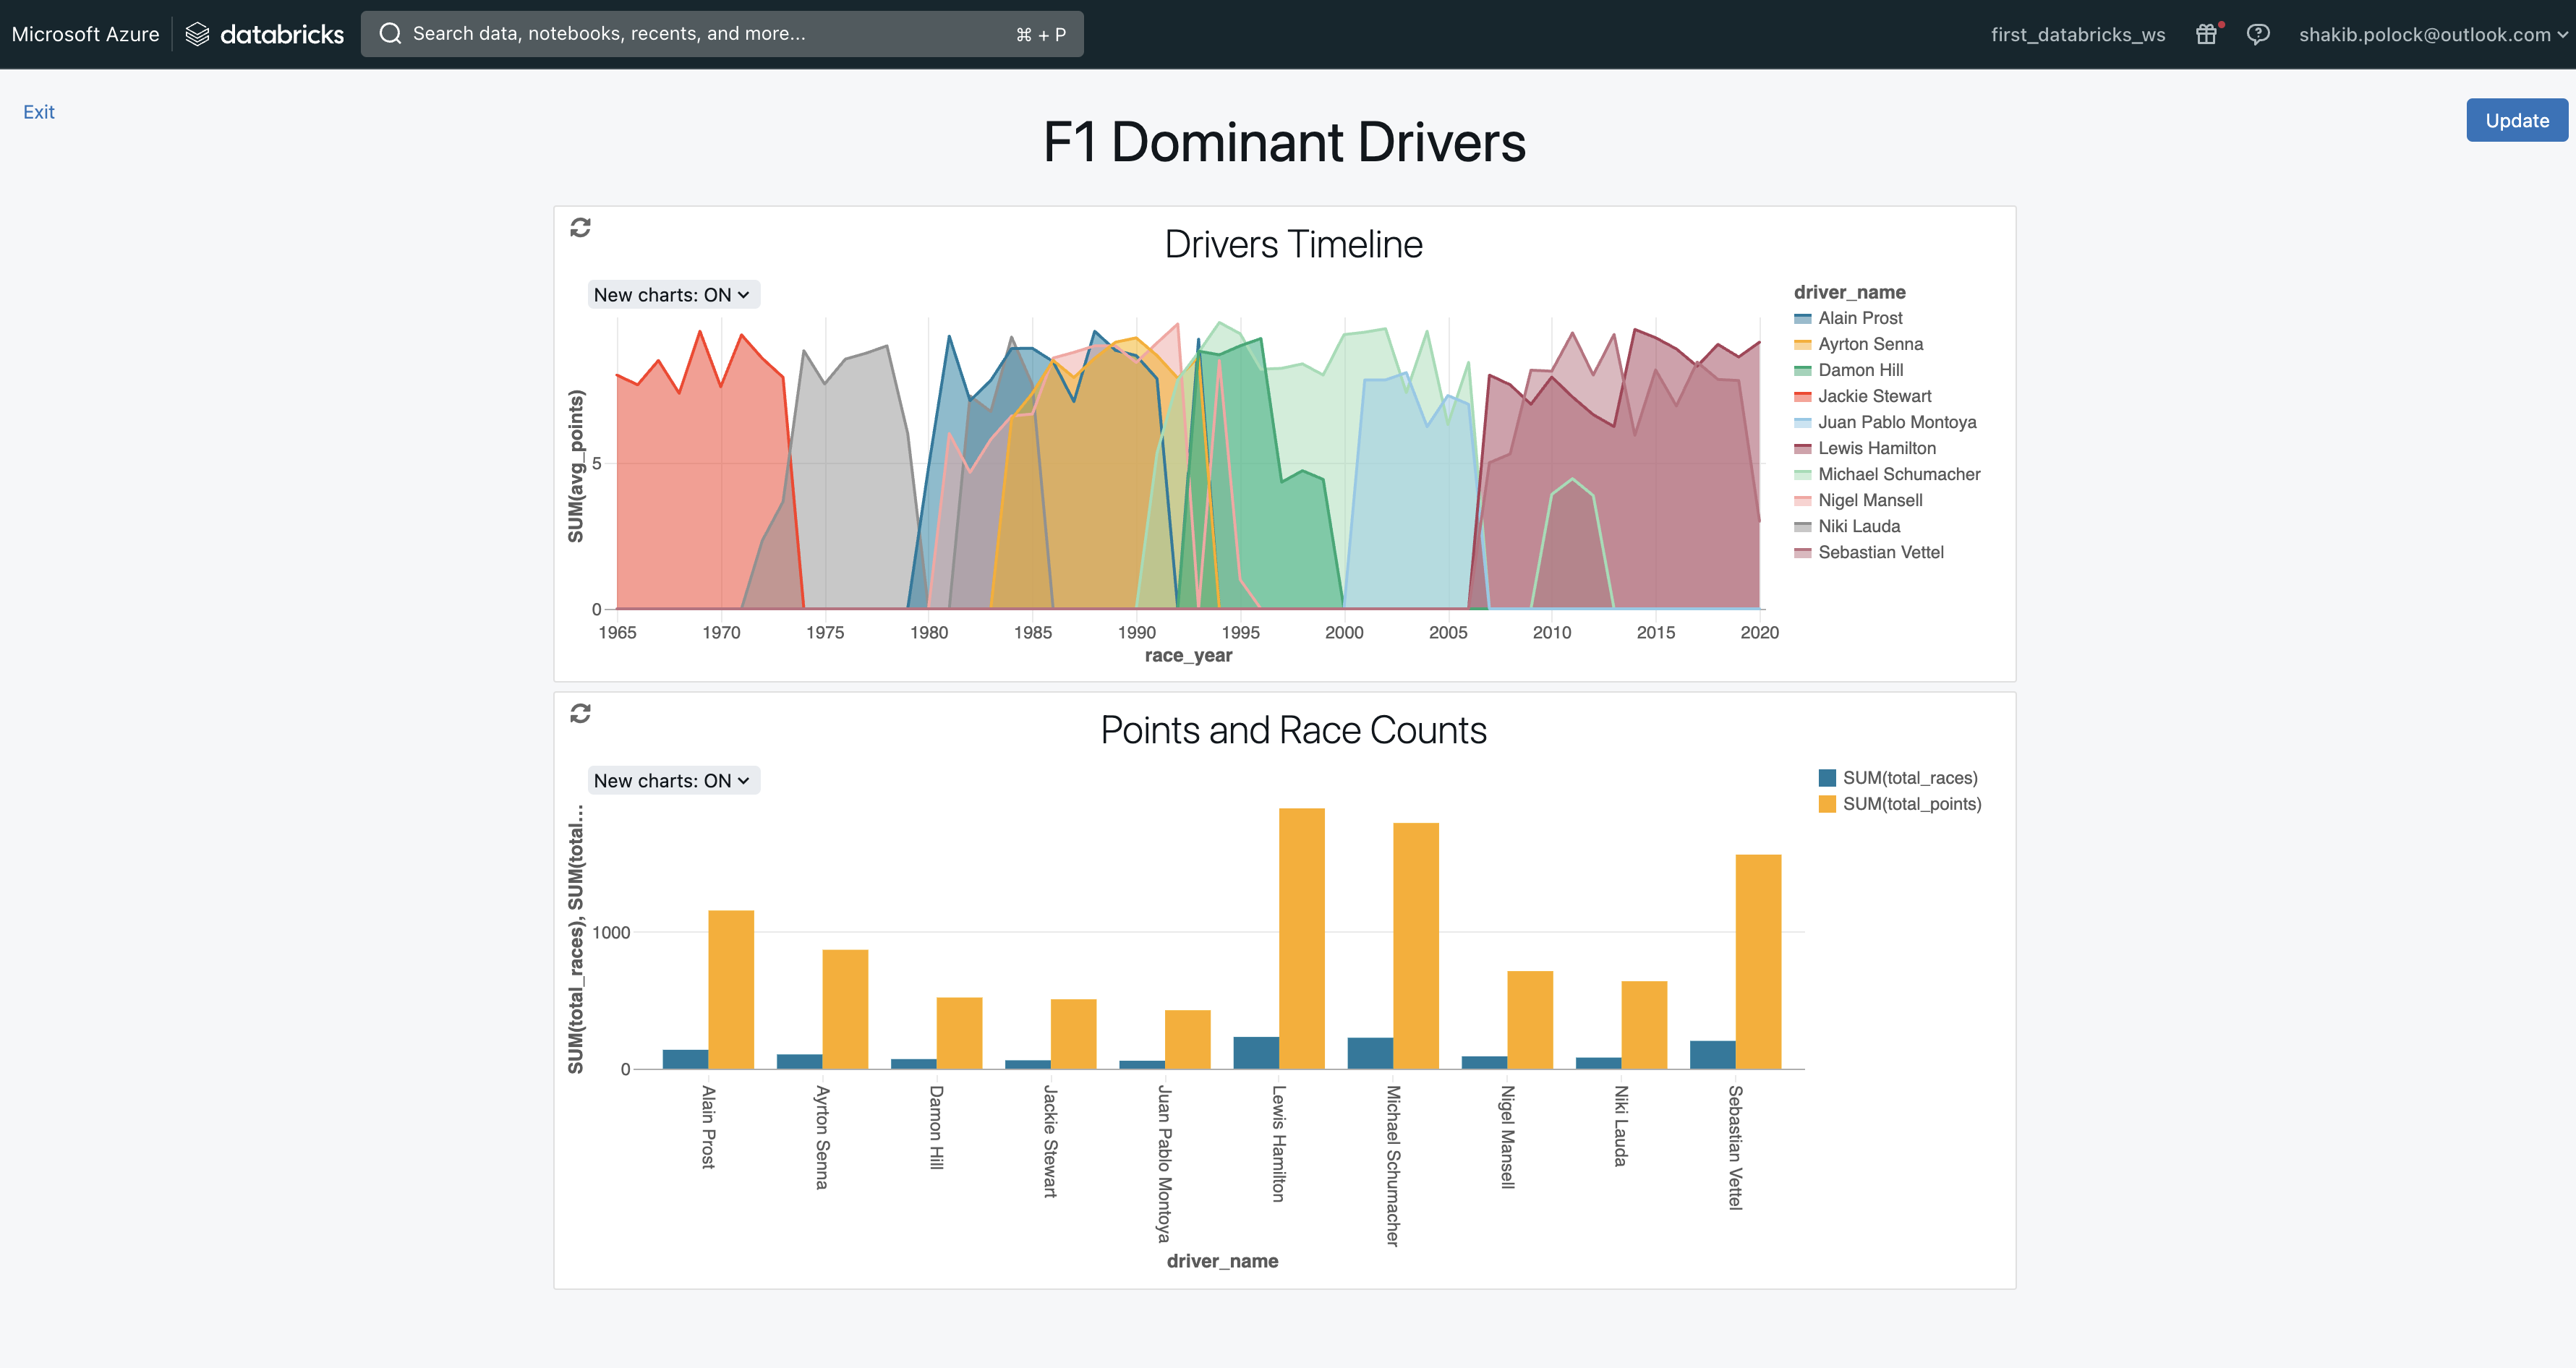 Microsoft Azure databricks Search data, notebooks, recents, and more... ⌘ + P first_databricks_ws shakib.polock@outlook.com
Exit
Update
F1 Dominant Drivers
Drivers Timeline
New charts: ON
driver_name
Alain Prost
Ayrton Senna
Damon Hill
Jackie Stewart
Juan Pablo Montoya
Lewis Hamilton
Michael Schumacher
Nigel Mansell
Niki Lauda
Sebastian Vettel
SUM(avg_points)
5
0
1965 1970 1975 1980 1985 1990 1995 2000 2005 2010 2015 2020
race_year
Points and Race Counts
New charts: ON
SUM(total_races)
SUM(total_points)
SUM(total_races), SUM(total...
1000
0
Alain Prost
Ayrton Senna
Damon Hill
Jackie Stewart
Juan Pablo Montoya
Lewis Hamilton
Michael Schumacher
Nigel Mansell
Niki Lauda
Sebastian Vettel
driver_name